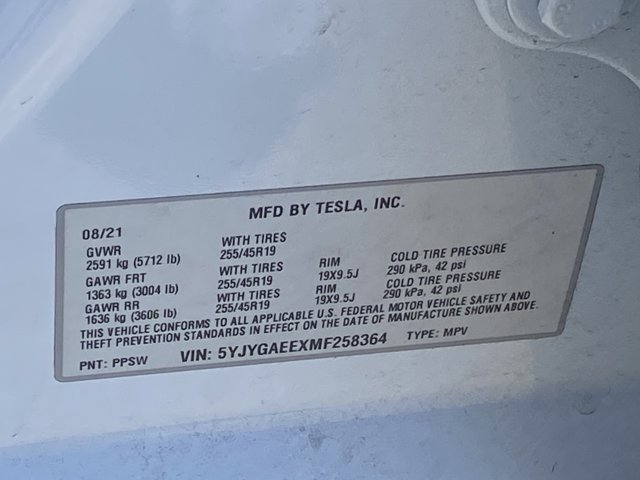 MFD BY TESLA, INC.
08/21
GVWR WITH TIRES
2591 kg (5712 lb) 255/45R19 RIM COLD TIRE PRESSURE
GAWR FRT WITH TIRES 19X9.5J 290 kPa, 42 psi
1363 kg (3004 lb) 255/45R19 RIM COLD TIRE PRESSURE
GAWR RR WITH TIRES 19X9.5J 290 kPa, 42 psi
1636 kg (3606 lb) 255/45R19
THIS VEHICLE CONFORMS TO ALL APPLICABLE U.S. FEDERAL MOTOR VEHICLE SAFETY AND
THEFT PREVENTION STANDARDS IN EFFECT ON THE DATE OF MANUFACTURE SHOWN ABOVE.
PNT: PPSW VIN: 5YJYGAEEXMF258364 TYPE: MPV